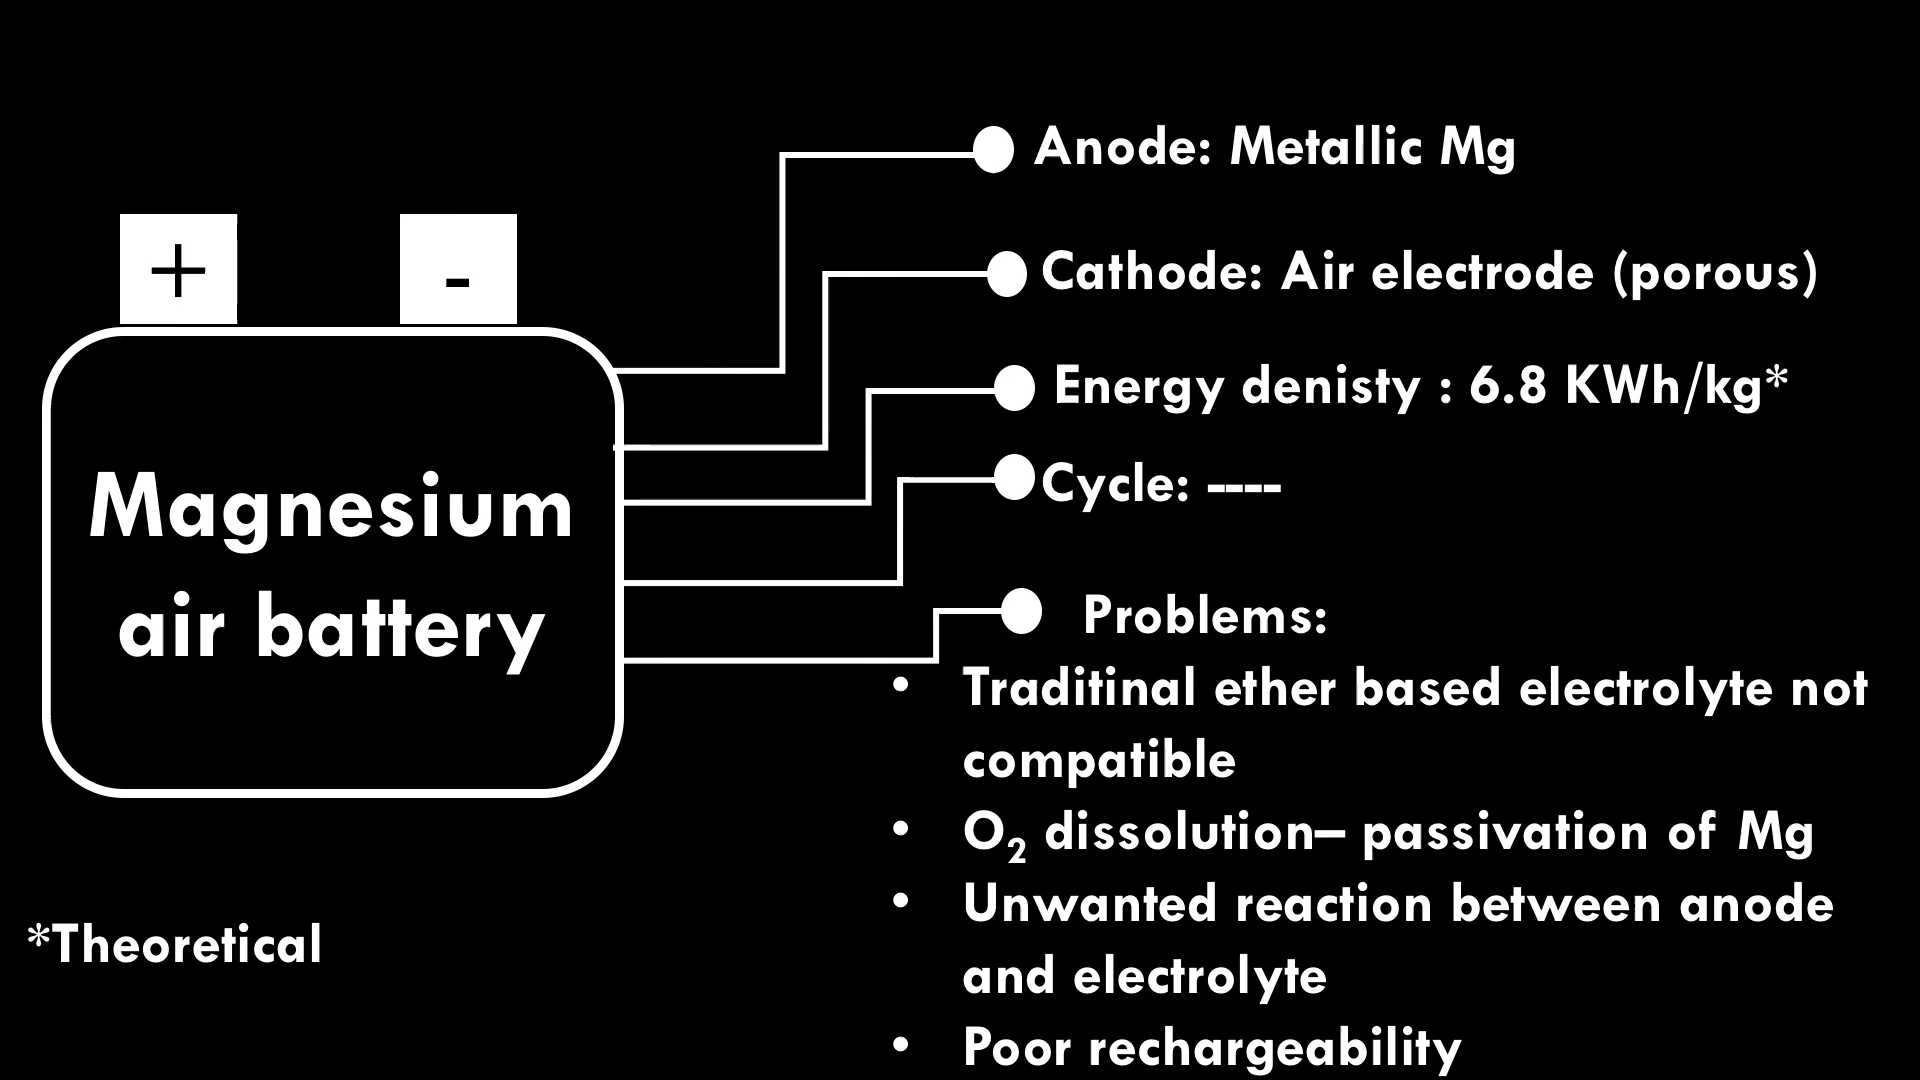 + -
Magnesium
air battery
*Theoretical
Anode: Metallic Mg
Cathode: Air electrode (porous)
Energy denisty : 6.8 KWh/kg*
Cycle: ----
Problems:
• Traditinal ether based electrolyte not
compatible
• O₂ dissolution– passivation of Mg
• Unwanted reaction between anode
and electrolyte
• Poor rechargeability